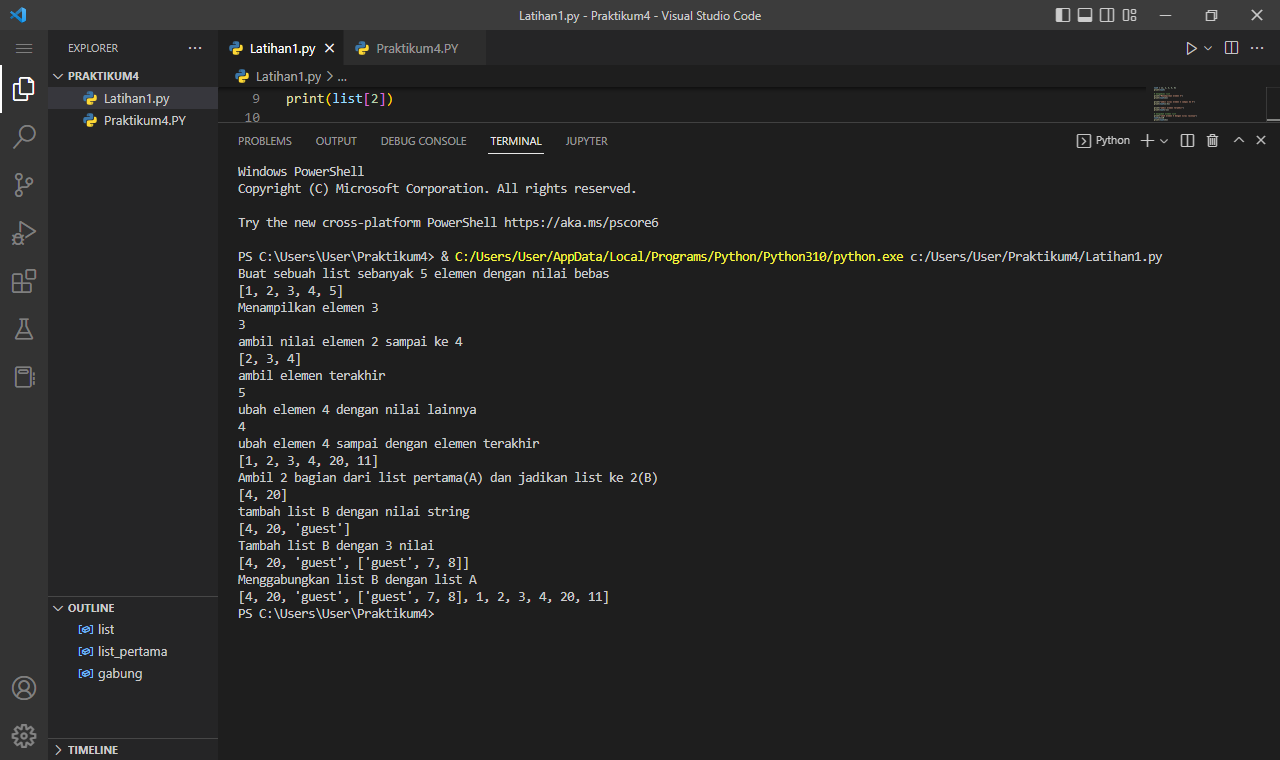 Latihan1.py - Praktikum4 - Visual Studio Code
EXPLORER
PRAKTIKUM4
Latihan1.py
Praktikum4.PY
Latihan1.py
Praktikum4.PY
Latihan1.py > ...
9 print(list[2])
10
PROBLEMS OUTPUT DEBUG CONSOLE TERMINAL JUPYTER
Python
Windows PowerShell
Copyright (C) Microsoft Corporation. All rights reserved.
Try the new cross-platform PowerShell https://aka.ms/pscore6
PS C:\Users\User\Praktikum4> & C:/Users/User/AppData/Local/Programs/Python/Python310/python.exe c:/Users/User/Praktikum4/Latihan1.py
Buat sebuah list sebanyak 5 elemen dengan nilai bebas
[1, 2, 3, 4, 5]
Menampilkan elemen 3
3
ambil nilai elemen 2 sampai ke 4
[2, 3, 4]
ambil elemen terakhir
5
ubah elemen 4 dengan nilai lainnya
4
ubah elemen 4 sampai dengan elemen terakhir
[1, 2, 3, 4, 20, 11]
Ambil 2 bagian dari list pertama(A) dan jadikan list ke 2(B)
[4, 20]
tambah list B dengan nilai string
[4, 20, 'guest']
Tambah list B dengan 3 nilai
[4, 20, 'guest', ['guest', 7, 8]]
Menggabungkan list B dengan list A
[4, 20, 'guest', ['guest', 7, 8], 1, 2, 3, 4, 20, 11]
PS C:\Users\User\Praktikum4>
OUTLINE
list
list_pertama
gabung
TIMELINE